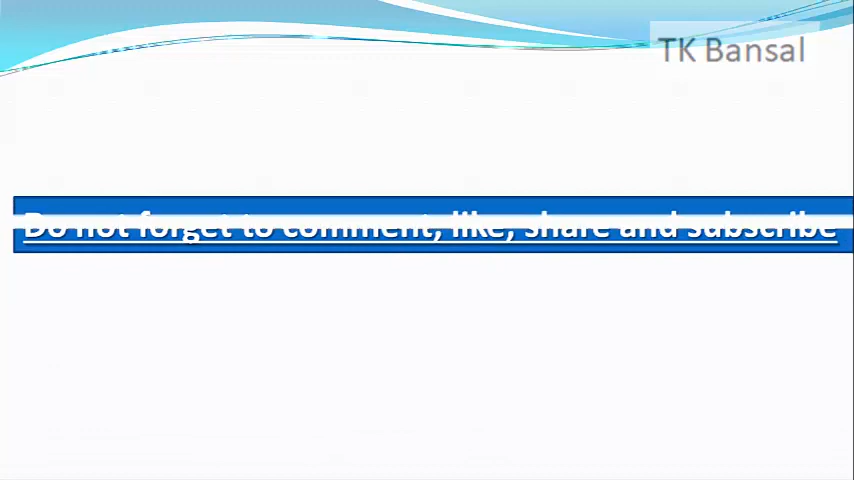 TK Bansal
Do not forget to comment, like, share and subscribe